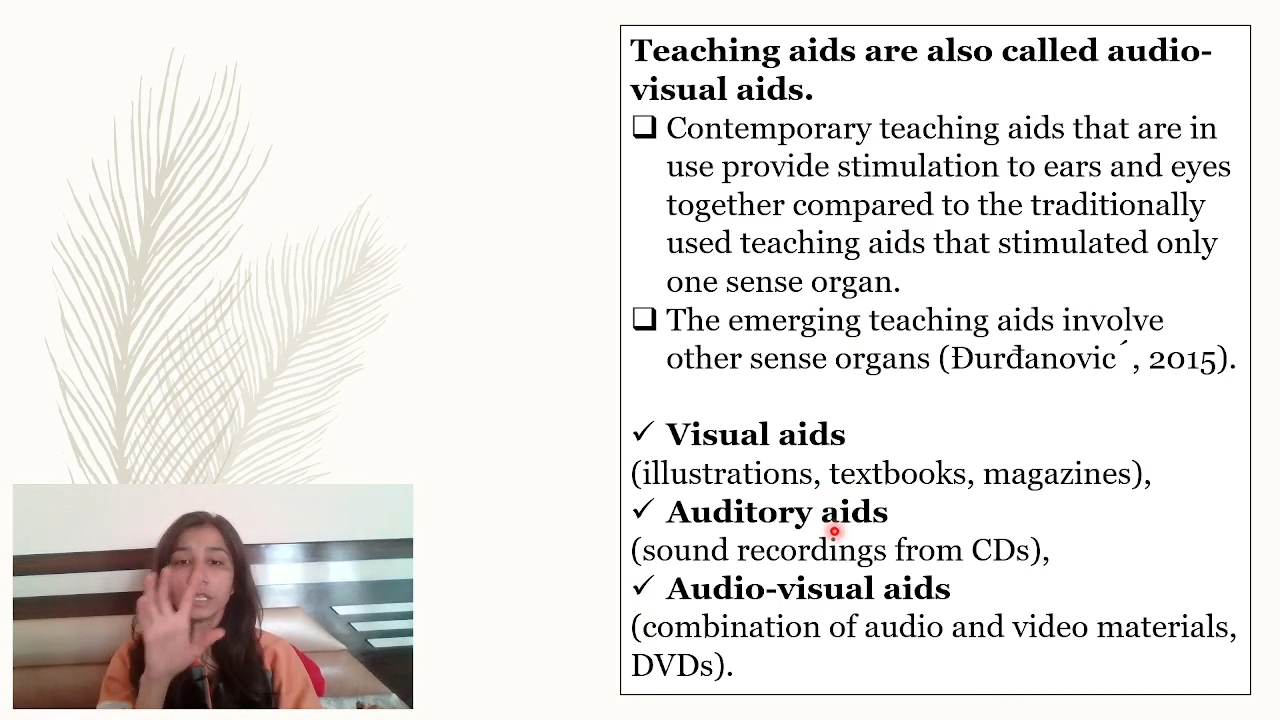 Teaching aids are also called audio-
visual aids.
❑ Contemporary teaching aids that are in
use provide stimulation to ears and eyes
together compared to the traditionally
used teaching aids that stimulated only
one sense organ.
❑ The emerging teaching aids involve
other sense organs (Đurđanovic´, 2015).
✓ Visual aids
(illustrations, textbooks, magazines),
✓ Auditory aids
(sound recordings from CDs),
✓ Audio-visual aids
(combination of audio and video materials,
DVDs).